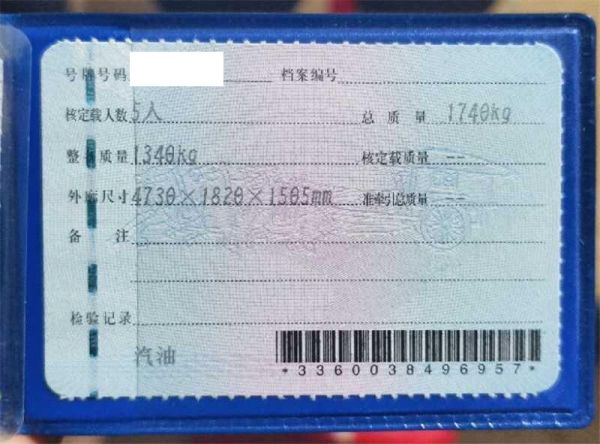 号牌号码 档案编号
核定载人数 5人 总质量 1740kg
整备质量 1340kg 核定载质量 --
外廓尺寸 4730×1820×1505mm 准牵引总质量 --
备注
检验记录
汽油
*3360038496957*